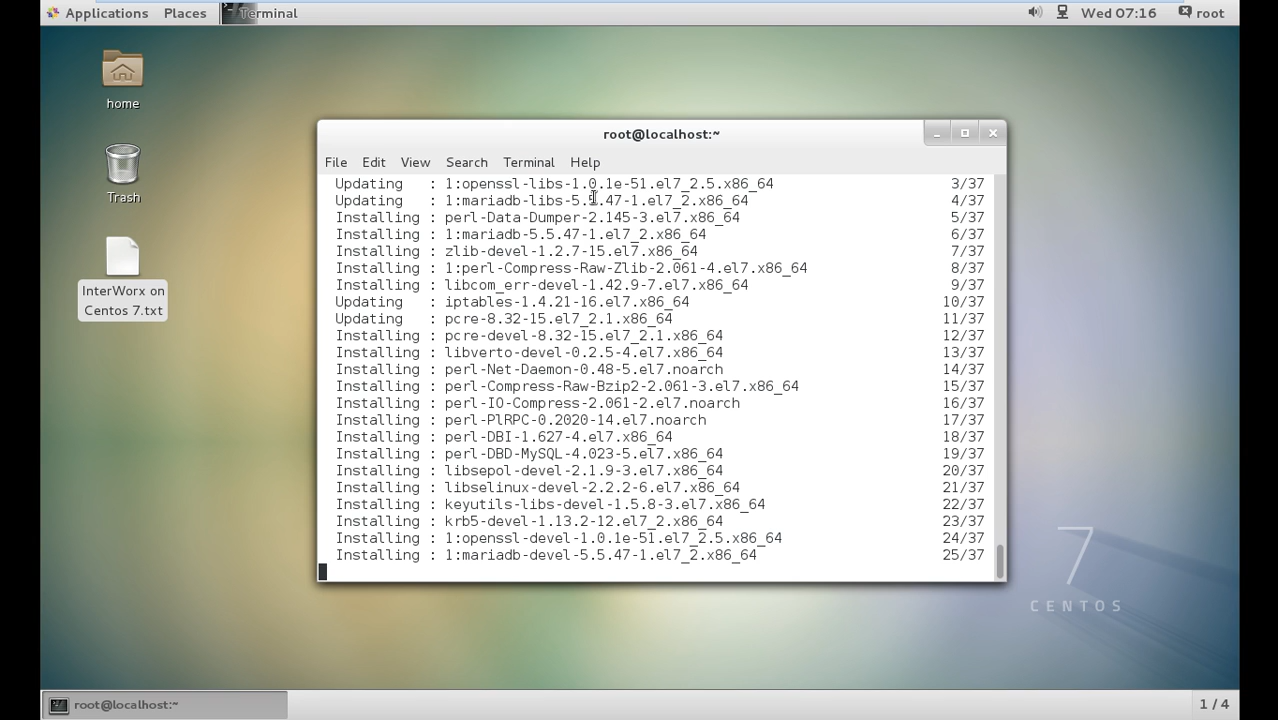 Applications Places Terminal Wed 07:16 root
home
Trash
InterWorx on
Centos 7.txt
root@localhost:~
File Edit View Search Terminal Help
Updating : 1:openssl-libs-1.0.1e-51.el7_2.5.x86_64 3/37
Updating : 1:mariadb-libs-5.5.47-1.el7_2.x86_64 4/37
Installing : perl-Data-Dumper-2.145-3.el7.x86_64 5/37
Installing : 1:mariadb-5.5.47-1.el7_2.x86_64 6/37
Installing : zlib-devel-1.2.7-15.el7.x86_64 7/37
Installing : 1:perl-Compress-Raw-Zlib-2.061-4.el7.x86_64 8/37
Installing : libcom_err-devel-1.42.9-7.el7.x86_64 9/37
Updating : iptables-1.4.21-16.el7.x86_64 10/37
Updating : pcre-8.32-15.el7_2.1.x86_64 11/37
Installing : pcre-devel-8.32-15.el7_2.1.x86_64 12/37
Installing : libverto-devel-0.2.5-4.el7.x86_64 13/37
Installing : perl-Net-Daemon-0.48-5.el7.noarch 14/37
Installing : perl-Compress-Raw-Bzip2-2.061-3.el7.x86_64 15/37
Installing : perl-IO-Compress-2.061-2.el7.noarch 16/37
Installing : perl-PlRPC-0.2020-14.el7.noarch 17/37
Installing : perl-DBI-1.627-4.el7.x86_64 18/37
Installing : perl-DBD-MySQL-4.023-5.el7.x86_64 19/37
Installing : libsepol-devel-2.1.9-3.el7.x86_64 20/37
Installing : libselinux-devel-2.2.2-6.el7.x86_64 21/37
Installing : keyutils-libs-devel-1.5.8-3.el7.x86_64 22/37
Installing : krb5-devel-1.13.2-12.el7_2.x86_64 23/37
Installing : 1:openssl-devel-1.0.1e-51.el7_2.5.x86_64 24/37
Installing : 1:mariadb-devel-5.5.47-1.el7_2.x86_64 25/37
7
CENTOS
root@localhost:~ 1 / 4